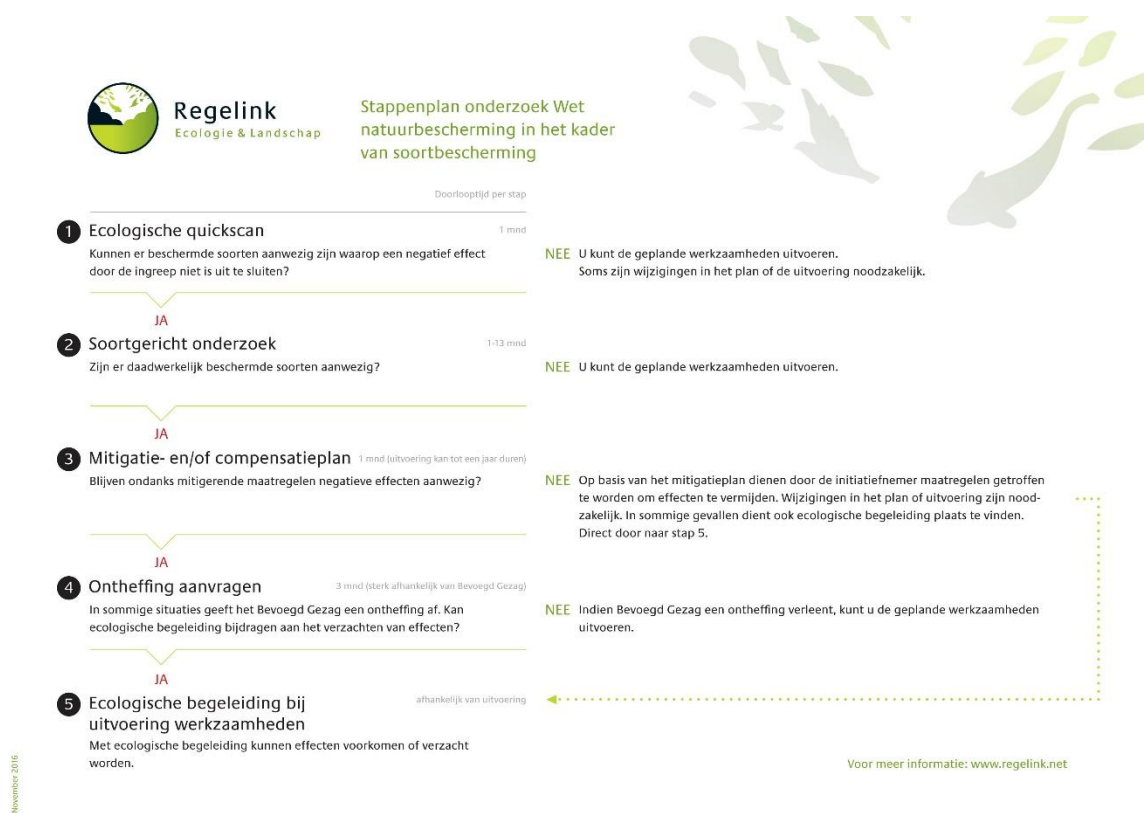 Regelink
Ecologie & Landschap
Stappenplan onderzoek Wet
natuurbescherming in het kader
van soortbescherming
Doorlooptijd per stap
1 Ecologische quickscan 1 mnd
Kunnen er beschermde soorten aanwezig zijn waarop een negatief effect
door de ingreep niet is uit te sluiten?
NEE U kunt de geplande werkzaamheden uitvoeren.
Soms zijn wijzigingen in het plan of de uitvoering noodzakelijk.
JA
2 Soortgericht onderzoek 1-13 mnd
Zijn er daadwerkelijk beschermde soorten aanwezig?
NEE U kunt de geplande werkzaamheden uitvoeren.
JA
3 Mitigatie- en/of compensatieplan 1 mnd (uitvoering kan tot een jaar duren)
Blijven ondanks mitigerende maatregelen negatieve effecten aanwezig?
NEE Op basis van het mitigatieplan dienen door de initiatiefnemer maatregelen getroffen
te worden om effecten te vermijden. Wijzigingen in het plan of uitvoering zijn nood-
zakelijk. In sommige gevallen dient ook ecologische begeleiding plaats te vinden.
Direct door naar stap 5.
JA
4 Ontheffing aanvragen 3 mnd (sterk afhankelijk van Bevoegd Gezag)
In sommige situaties geeft het Bevoegd Gezag een ontheffing af. Kan
ecologische begeleiding bijdragen aan het verzachten van effecten?
NEE Indien Bevoegd Gezag een ontheffing verleent, kunt u de geplande werkzaamheden
uitvoeren.
JA
5 Ecologische begeleiding bij afhankelijk van uitvoering
uitvoering werkzaamheden
Met ecologische begeleiding kunnen effecten voorkomen of verzacht
worden.
Voor meer informatie: www.regelink.net
November 2016